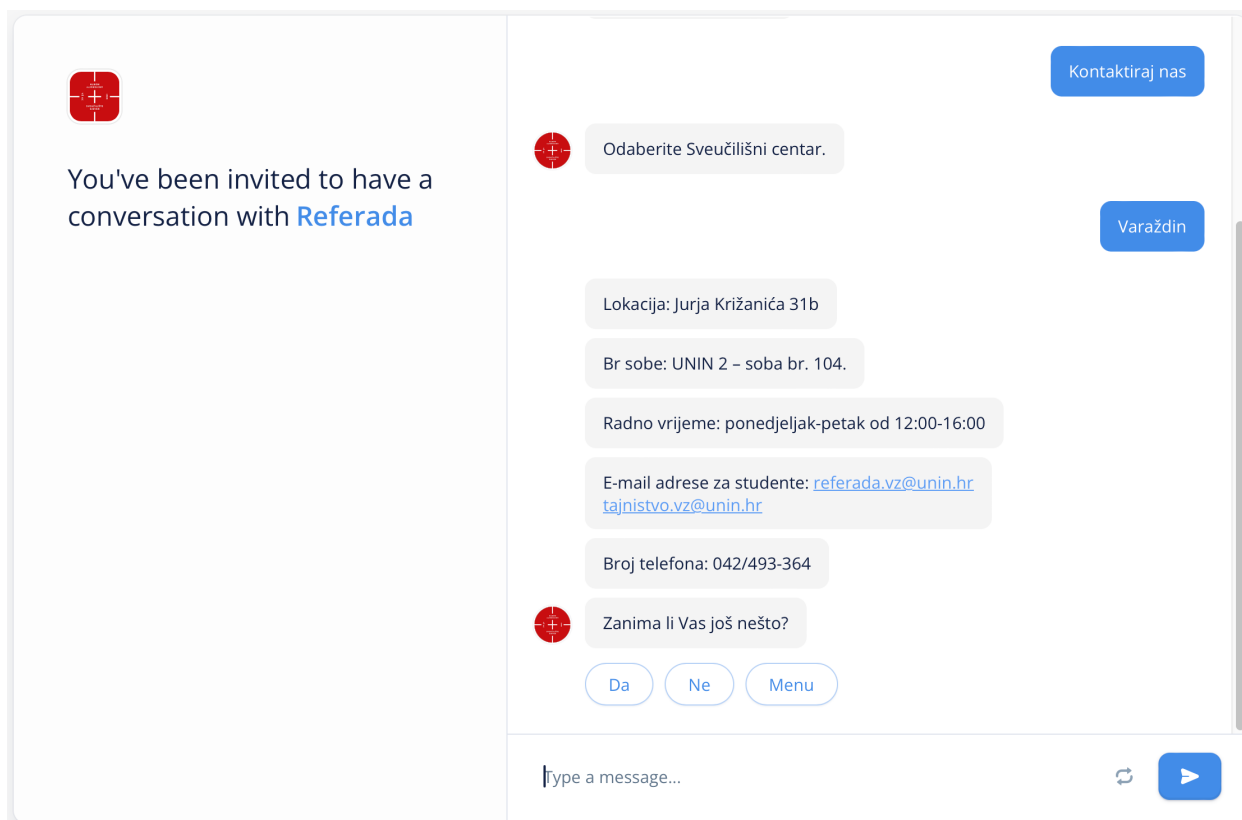 You've been invited to have a
conversation with Referada
Kontaktiraj nas
Odaberite Sveučilišni centar.
Varaždin
Lokacija: Jurja Križanića 31b
Br sobe: UNIN 2 – soba br. 104.
Radno vrijeme: ponedjeljak-petak od 12:00-16:00
E-mail adrese za studente: referada.vz@unin.hr
tajnistvo.vz@unin.hr
Broj telefona: 042/493-364
Zanima li Vas još nešto?
Da
Ne
Menu
Type a message...